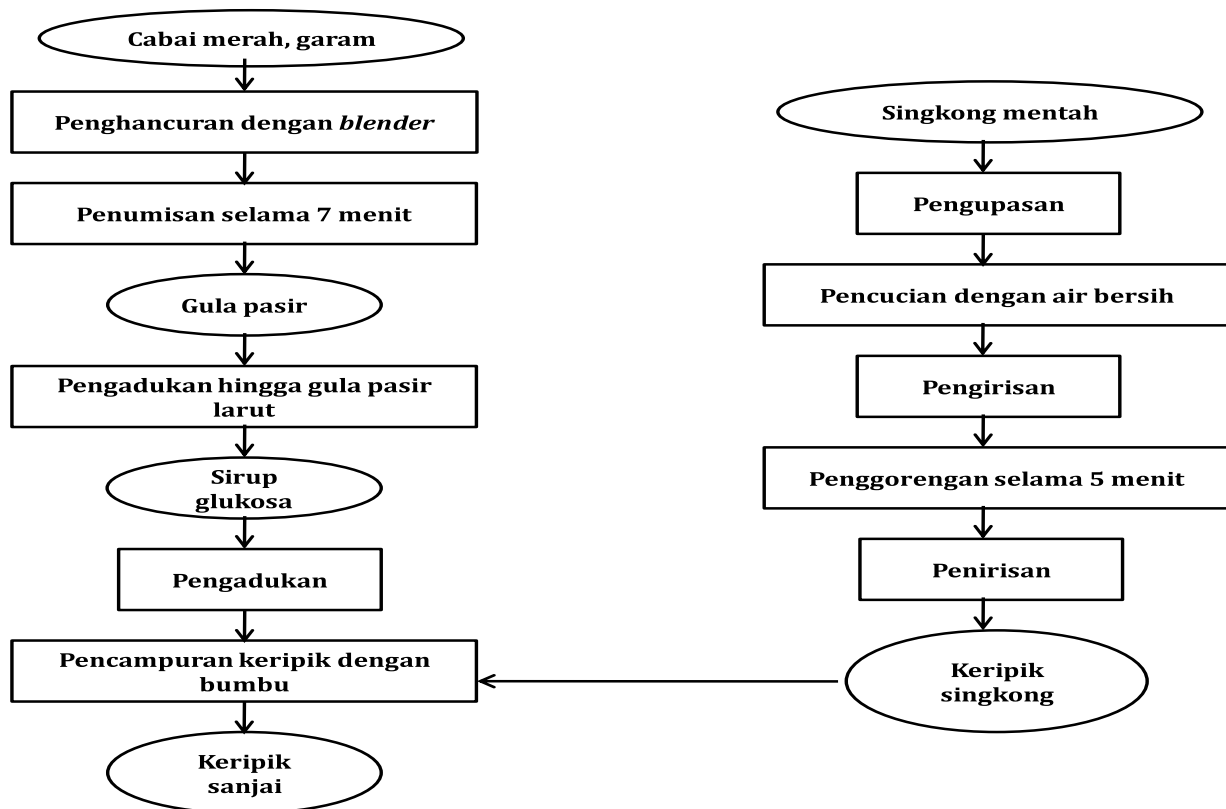 Cabai merah, garam
Penghancuran dengan blender
Penumisan selama 7 menit
Gula pasir
Pengadukan hingga gula pasir
larut
Sirup
glukosa
Pengadukan
Pencampuran keripik dengan
bumbu
Keripik
sanjai
Singkong mentah
Pengupasan
Pencucian dengan air bersih
Pengirisan
Penggorengan selama 5 menit
Penirisan
Keripik
singkong